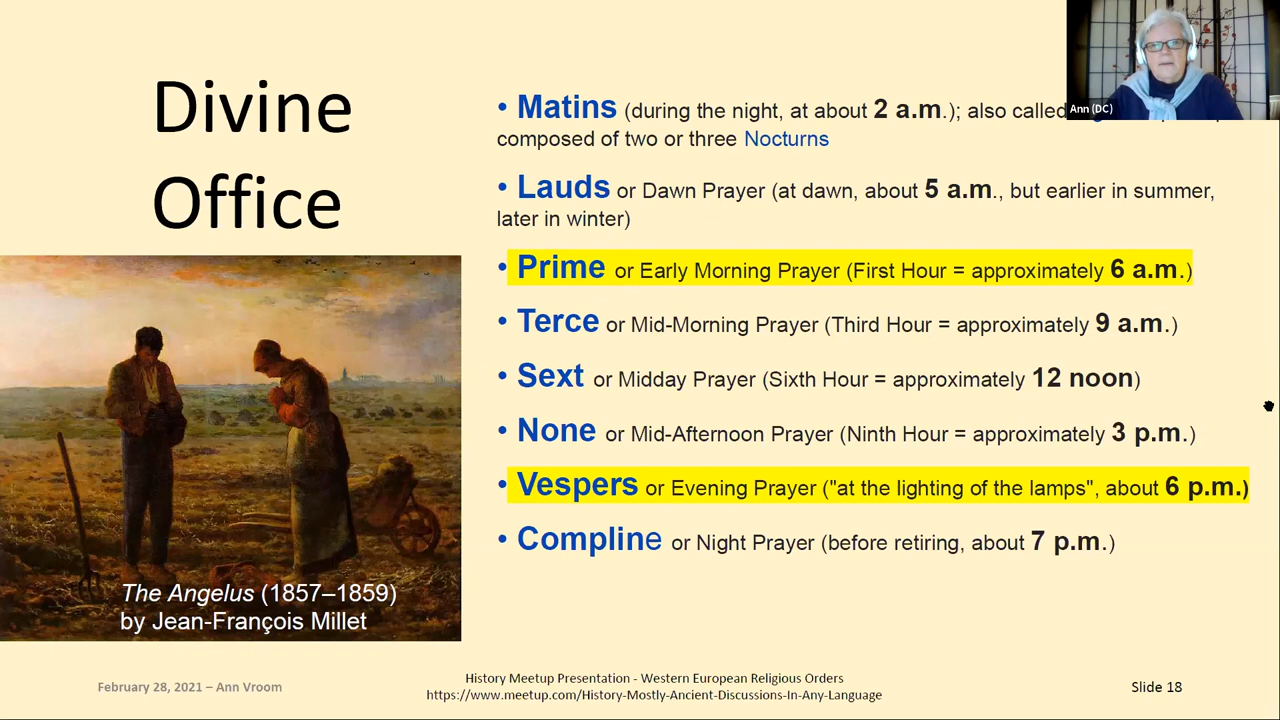 Divine
Office
• Matins (during the night, at about 2 a.m.); also called
composed of two or three Nocturns
• Lauds or Dawn Prayer (at dawn, about 5 a.m., but earlier in summer,
later in winter)
• Prime or Early Morning Prayer (First Hour = approximately 6 a.m.)
• Terce or Mid-Morning Prayer (Third Hour = approximately 9 a.m.)
• Sext or Midday Prayer (Sixth Hour = approximately 12 noon)
• None or Mid-Afternoon Prayer (Ninth Hour = approximately 3 p.m.)
• Vespers or Evening Prayer ("at the lighting of the lamps", about 6 p.m.)
• Compline or Night Prayer (before retiring, about 7 p.m.)
The Angelus (1857–1859)
by Jean-François Millet
Ann (DC)
February 28, 2021 – Ann Vroom
History Meetup Presentation - Western European Religious Orders
https://www.meetup.com/History-Mostly-Ancient-Discussions-In-Any-Language
Slide 18